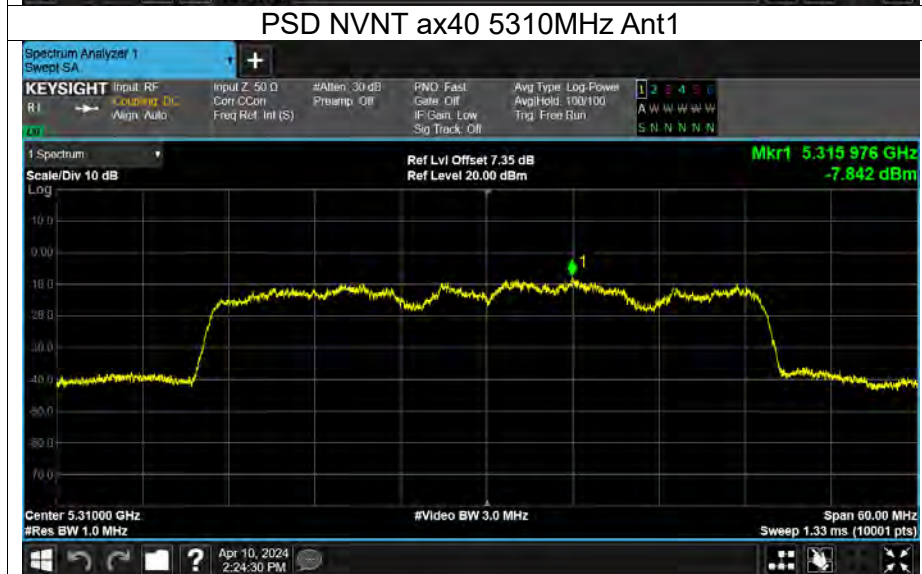 PSD NVNT ax40 5310MHz Ant1
Spectrum Analyzer 1
Swept SA
+
KEYSIGHT Input: RF Input Z: 50 Ω #Atten: 30 dB PNO: Fast Avg Type: Log-Power 1 2 3 4 5 6
Coupling: DC Corr CCorr Preamp: Off Gate: Off Avg|Hold: 100/100 A W W W W W
Align: Auto Freq Ref: Int (S) IF Gain: Low Trig: Free Run
Sig Track: Off S N N N N N
1 Spectrum Ref Lvl Offset 7.35 dB Mkr1 5.315 976 GHz
Scale/Div 10 dB Ref Level 20.00 dBm -7.842 dBm
Log
10.0
0.00
1
-10.0
-20.0
-30.0
-40.0
-50.0
-60.0
-70.0
Center 5.31000 GHz #Video BW 3.0 MHz Span 60.00 MHz
#Res BW 1.0 MHz Sweep 1.33 ms (10001 pts)
? Apr 10, 2024
2:24:30 PM